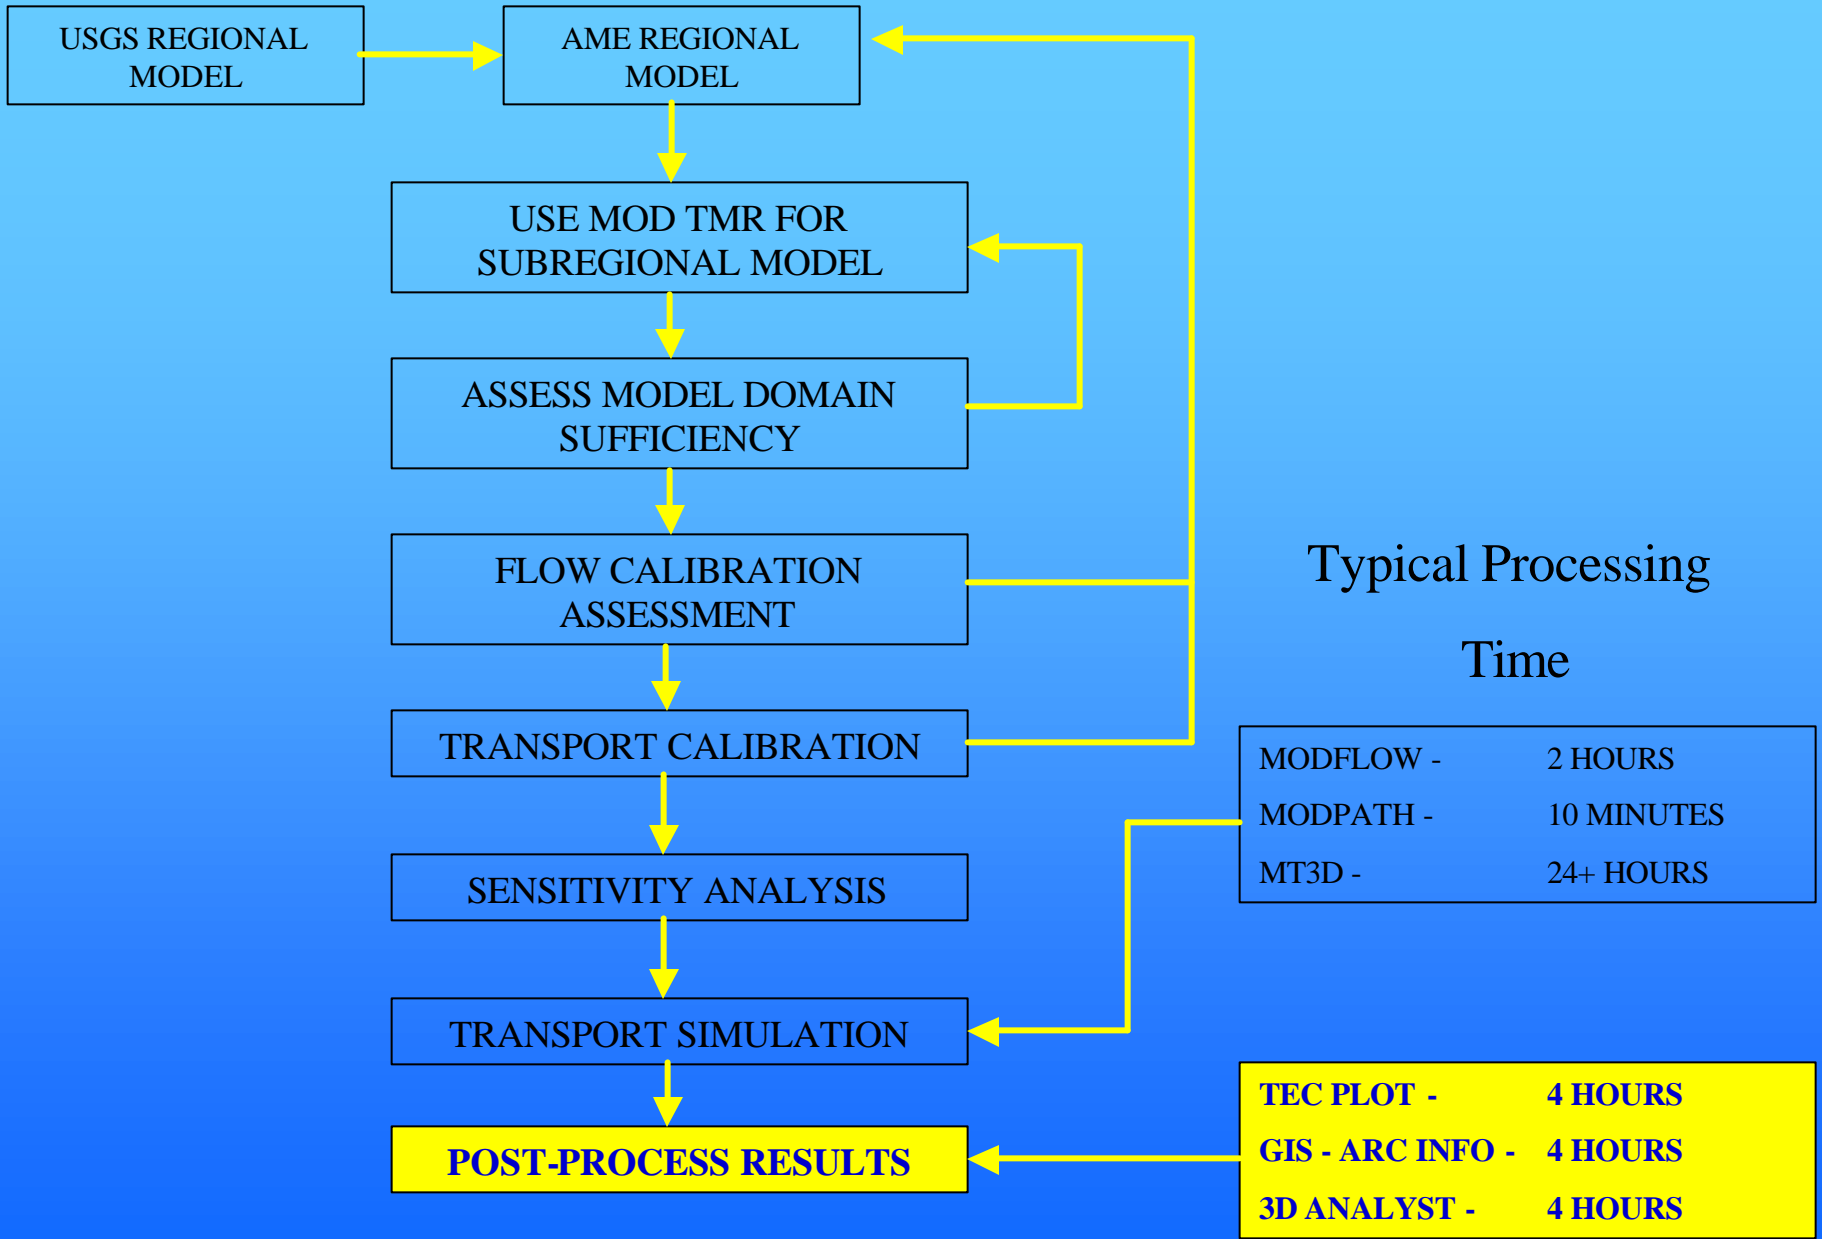 USGS REGIONAL
MODEL
AME REGIONAL
MODEL
USE MOD TMR FOR
SUBREGIONAL MODEL
ASSESS MODEL DOMAIN
SUFFICIENCY
FLOW CALIBRATION
ASSESSMENT
TRANSPORT CALIBRATION
SENSITIVITY ANALYSIS
TRANSPORT SIMULATION
POST-PROCESS RESULTS
Typical Processing
Time
MODFLOW - 2 HOURS
MODPATH - 10 MINUTES
MT3D - 24+ HOURS
TEC PLOT - 4 HOURS
GIS - ARC INFO - 4 HOURS
3D ANALYST - 4 HOURS